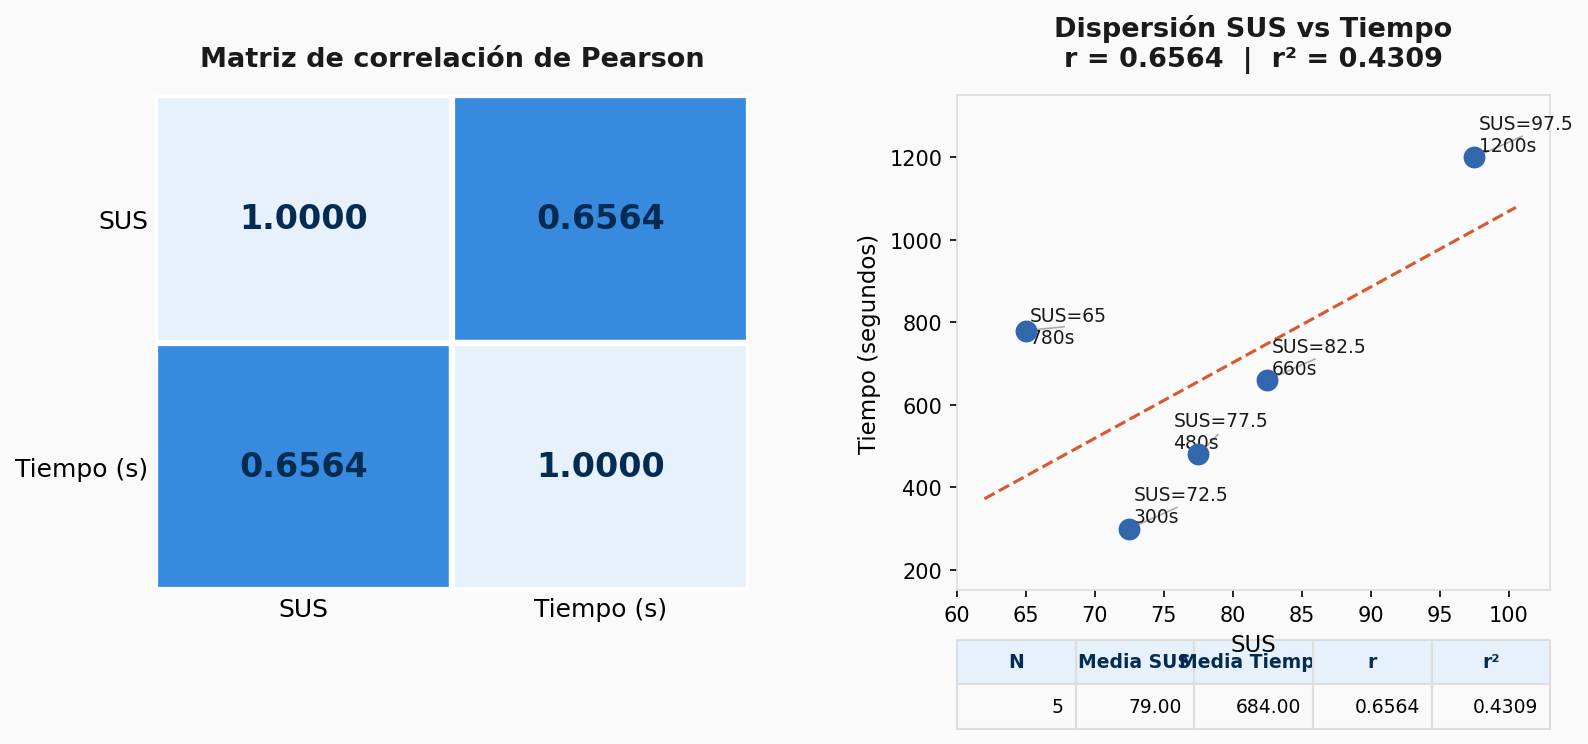 Matriz de correlación de Pearson
SUS
1.0000
0.6564
Tiempo (s)
0.6564
1.0000
SUS
Tiempo (s)
Dispersión SUS vs Tiempo
r = 0.6564 | r² = 0.4309
Tiempo (segundos)
1200
1000
800
600
400
200
SUS=97.5
1200s
SUS=65
780s
SUS=82.5
660s
SUS=77.5
480s
SUS=72.5
300s
60 65 70 75 80 85 90 95 100
SUS
N Media SUS Media Tiemp r r²
5 79.00 684.00 0.6564 0.4309